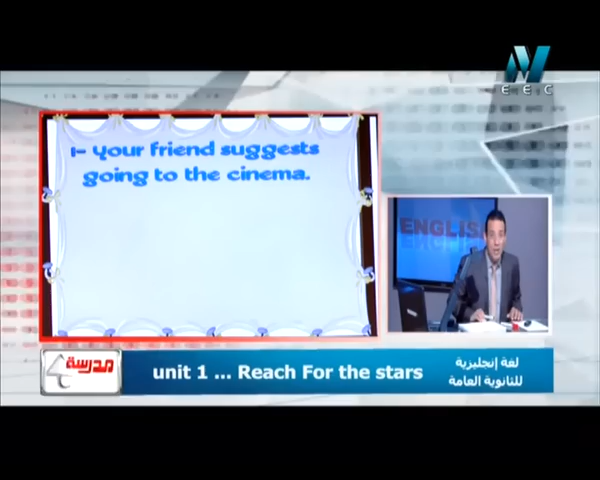 EEC
1- Your friend suggests
going to the cinema.
ENGLISH
مدرسة
unit 1 ... Reach For the stars
لغة إنجليزية
للثانوية العامة